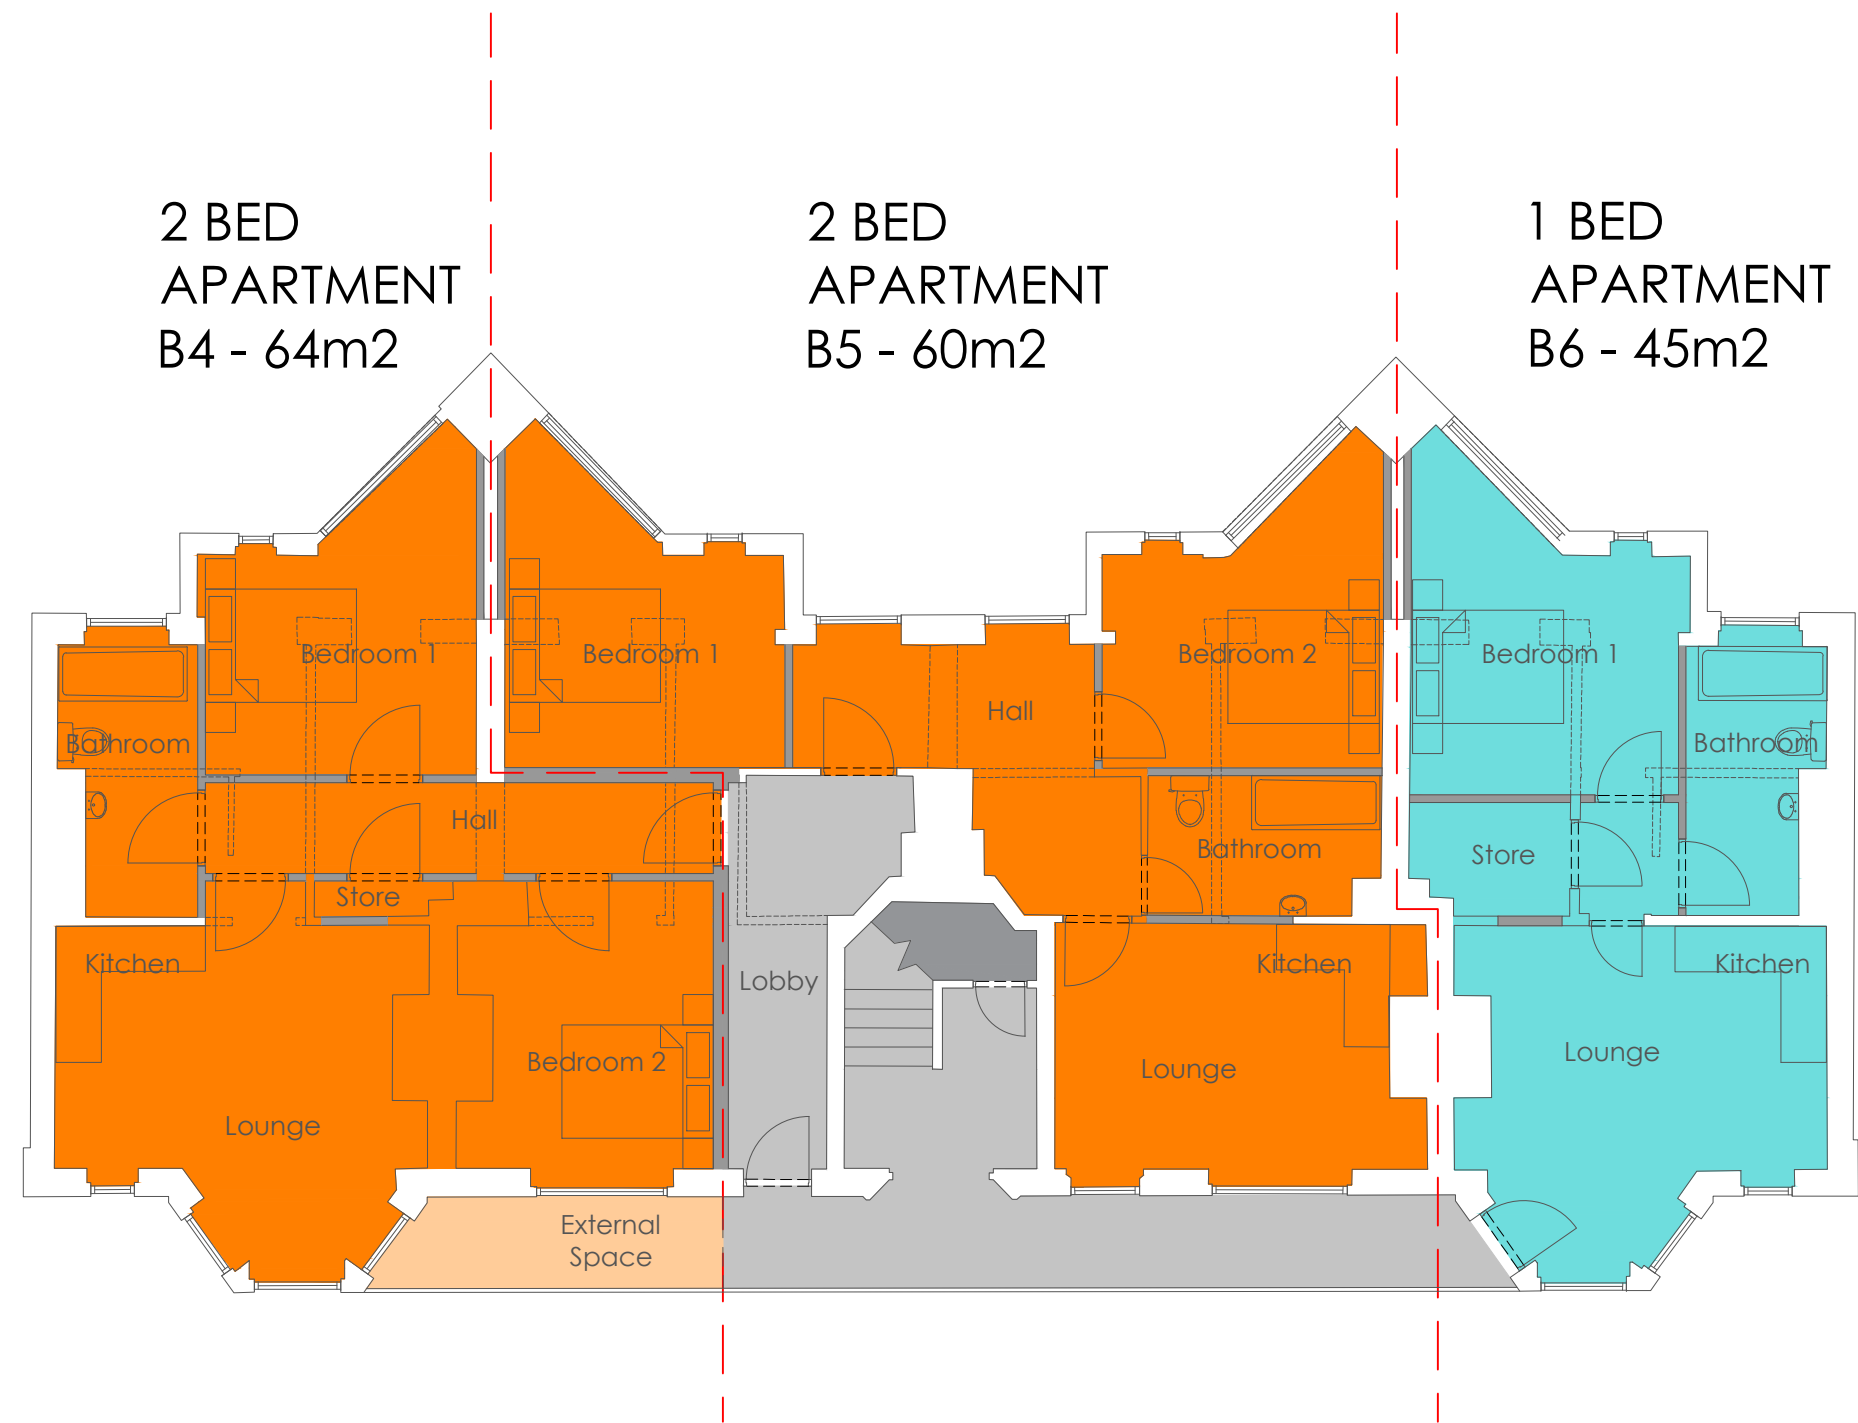 2 BED
APARTMENT
B4 - 64m2
2 BED
APARTMENT
B5 - 60m2
1 BED
APARTMENT
B6 - 45m2
Bedroom 1
Bedroom 1
Bedroom 2
Bedroom 1
Bathroom
Hall
Bathroom
Hall
Bathroom
Store
Store
Kitchen
Lobby
Kitchen
Kitchen
Bedroom 2
Lounge
Lounge
Lounge
External
Space